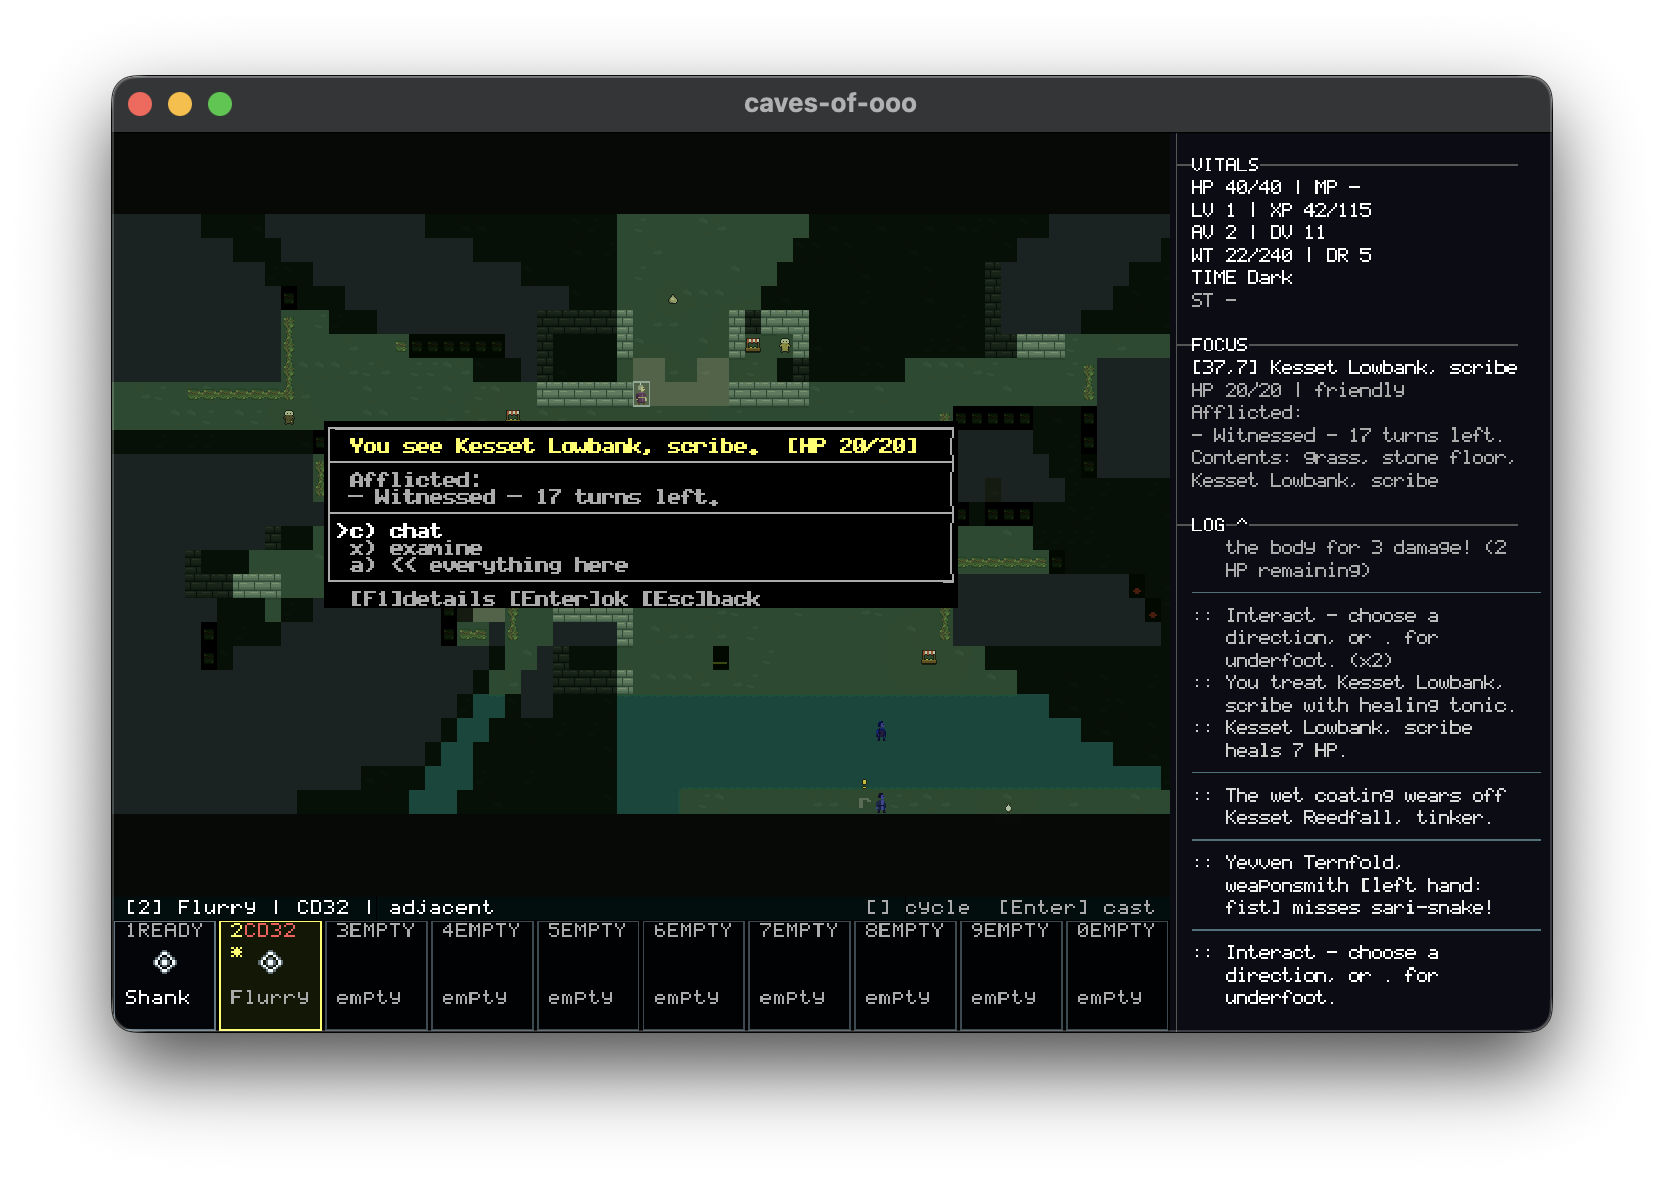 caves-of-ooo
You see Kesset Lowbank, scribe. [HP 20/20]
Afflicted:
- Witnessed - 17 turns left.
>c) chat
x) examine
a) << everything here
[F1]details [Enter]ok [Esc]back
r
[2] Flurry | CD32 | adjacent
[] cycle [Enter] cast
1READY 2CD32 3EMPTY 4EMPTY 5EMPTY 6EMPTY 7EMPTY 8EMPTY 9EMPTY 0EMPTY
*
Shank Flurry empty empty empty empty empty empty empty empty
VITALS
HP 40/40 | MP -
LV 1 | XP 42/115
AV 2 | DV 11
WT 22/240 | DR 5
TIME Dark
ST -
FOCUS
[37,7] Kesset Lowbank, scribe
HP 20/20 | friendly
Afflicted:
- Witnessed - 17 turns left.
Contents: grass, stone floor,
Kesset Lowbank, scribe
LOG ^
the body for 3 damage! (2
HP remaining)
:: Interact - choose a
direction, or . for
underfoot. (x2)
:: You treat Kesset Lowbank,
scribe with healing tonic.
:: Kesset Lowbank, scribe
heals 7 HP.
:: The wet coating wears off
Kesset Reedfall, tinker.
:: Yevven Ternfold,
weaponsmith [left hand:
fist] misses sari-snake!
:: Interact - choose a
direction, or . for
underfoot.